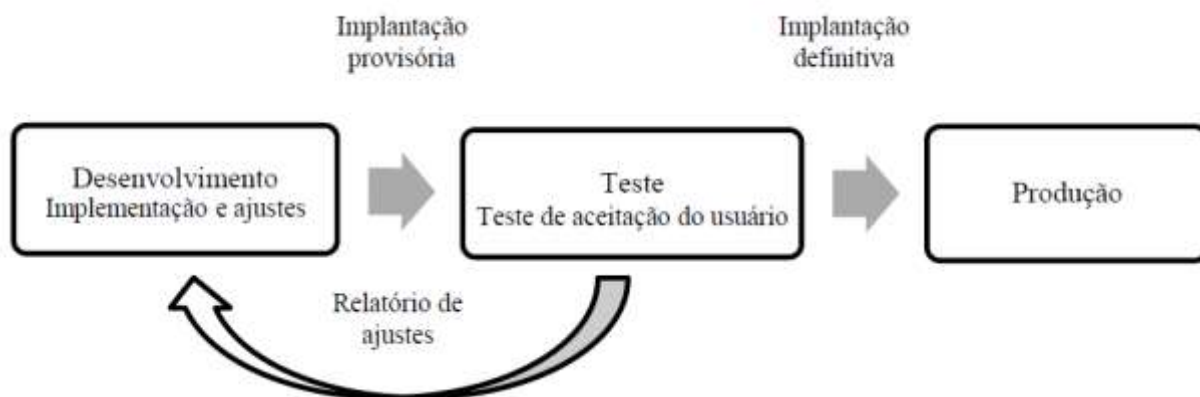 Implantação
provisória
Implantação
definitiva
Desenvolvimento
Implementação e ajustes
Teste
Teste de aceitação do usuário
Produção
Relatório de
ajustes